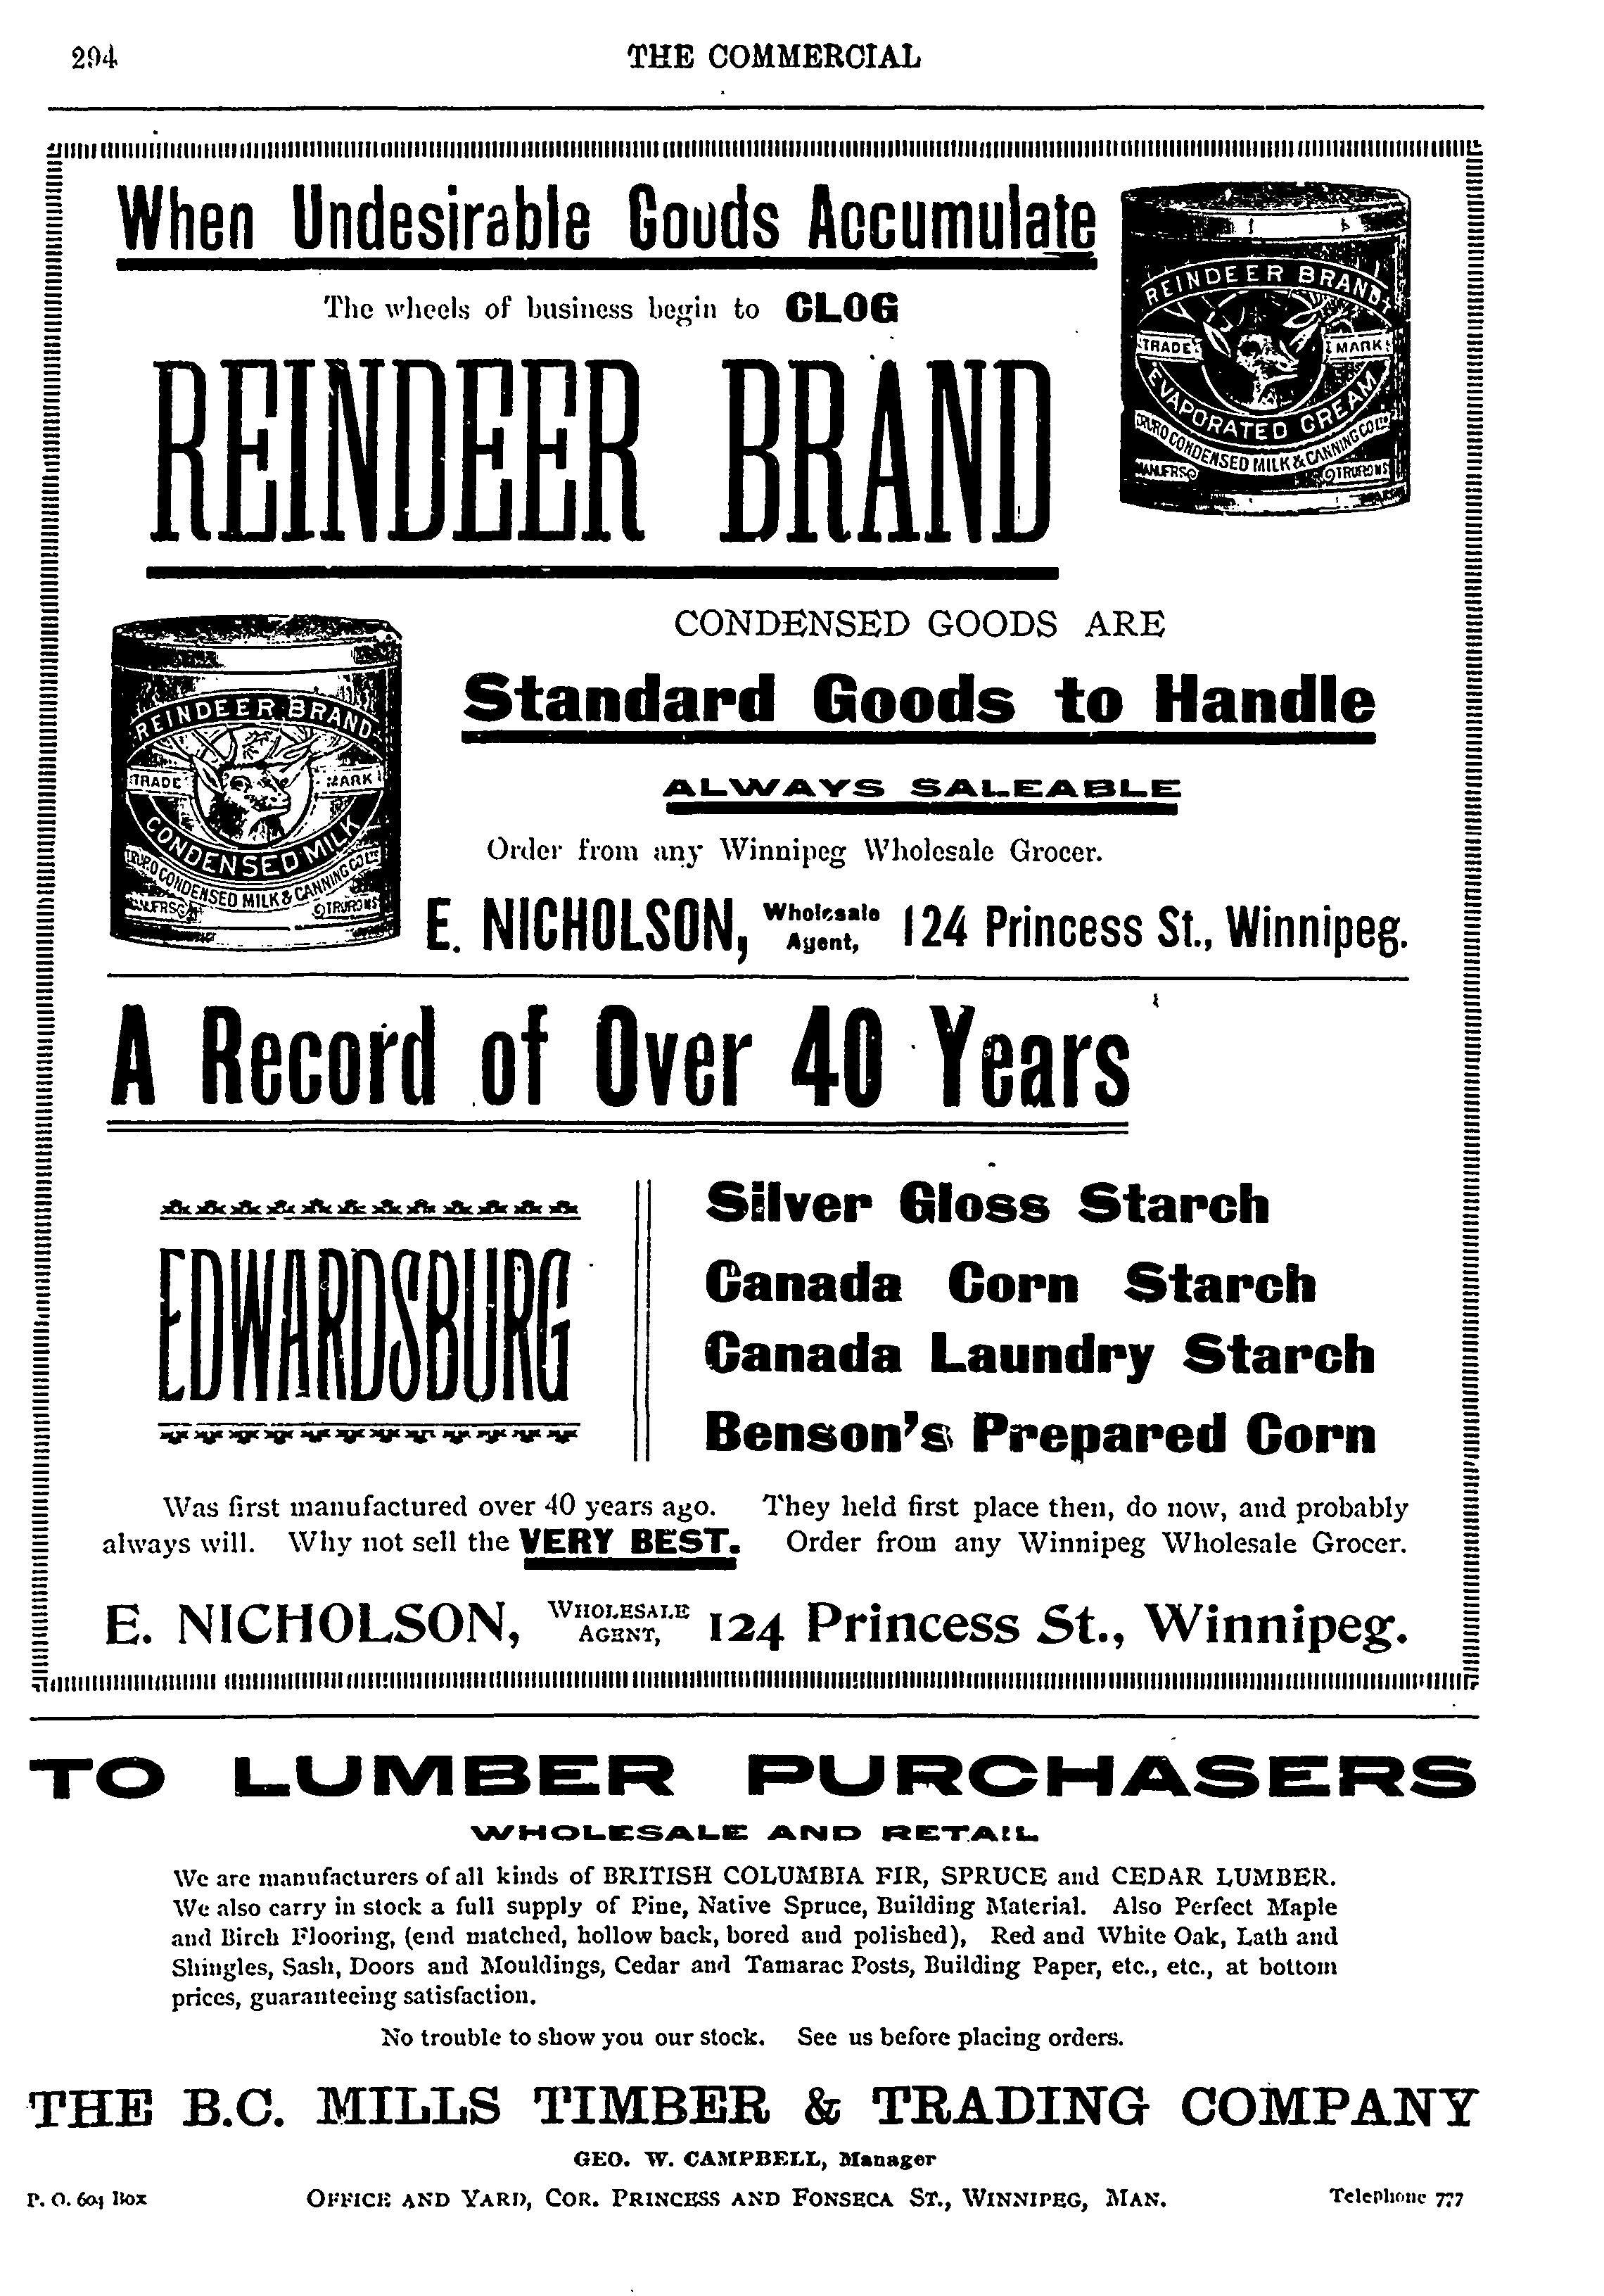 294
THE COMMERCIAL
When Undesirable Goods Accumulate
The wheels of business begin to CLOG
REINDEER BRAND
REINDEER BRAND
TRADE MARK
EVAPORATED CREAM
TRURO CONDENSED MILK & CANNING CO LTD
MANUFRS OF TRURO N S
CONDENSED GOODS ARE
Standard Goods to Handle
ALWAYS SALEABLE
Order from any Winnipeg Wholesale Grocer.
REINDEER BRAND
TRADE MARK
CONDENSED MILK
TRURO CONDENSED MILK & CANNING CO LTD
TRURO N S
E. NICHOLSON, Wholesale Agent, 124 Princess St., Winnipeg.
A Record of Over 40 Years
EDWARDSBURG
Silver Gloss Starch
Canada Corn Starch
Canada Laundry Starch
Benson's Prepared Corn
Was first manufactured over 40 years ago. They held first place then, do now, and probably
always will. Why not sell the VERY BEST. Order from any Winnipeg Wholesale Grocer.
E. NICHOLSON, WHOLESALE AGENT, 124 Princess St., Winnipeg.
TO LUMBER PURCHASERS
WHOLESALE AND RETAIL
We are manufacturers of all kinds of BRITISH COLUMBIA FIR, SPRUCE and CEDAR LUMBER.
We also carry in stock a full supply of Pine, Native Spruce, Building Material. Also Perfect Maple
and Birch Flooring, (end matched, hollow back, bored and polished), Red and White Oak, Lath and
Shingles, Sash, Doors and Mouldings, Cedar and Tamarac Posts, Building Paper, etc., etc., at bottom
prices, guaranteeing satisfaction.
No trouble to show you our stock. See us before placing orders.
THE B.C. MILLS TIMBER & TRADING COMPANY
GEO. W. CAMPBELL, Manager
P. O. 604 Box
OFFICE AND YARD, COR. PRINCESS AND FONSECA ST., WINNIPEG, MAN.
Telephone 777